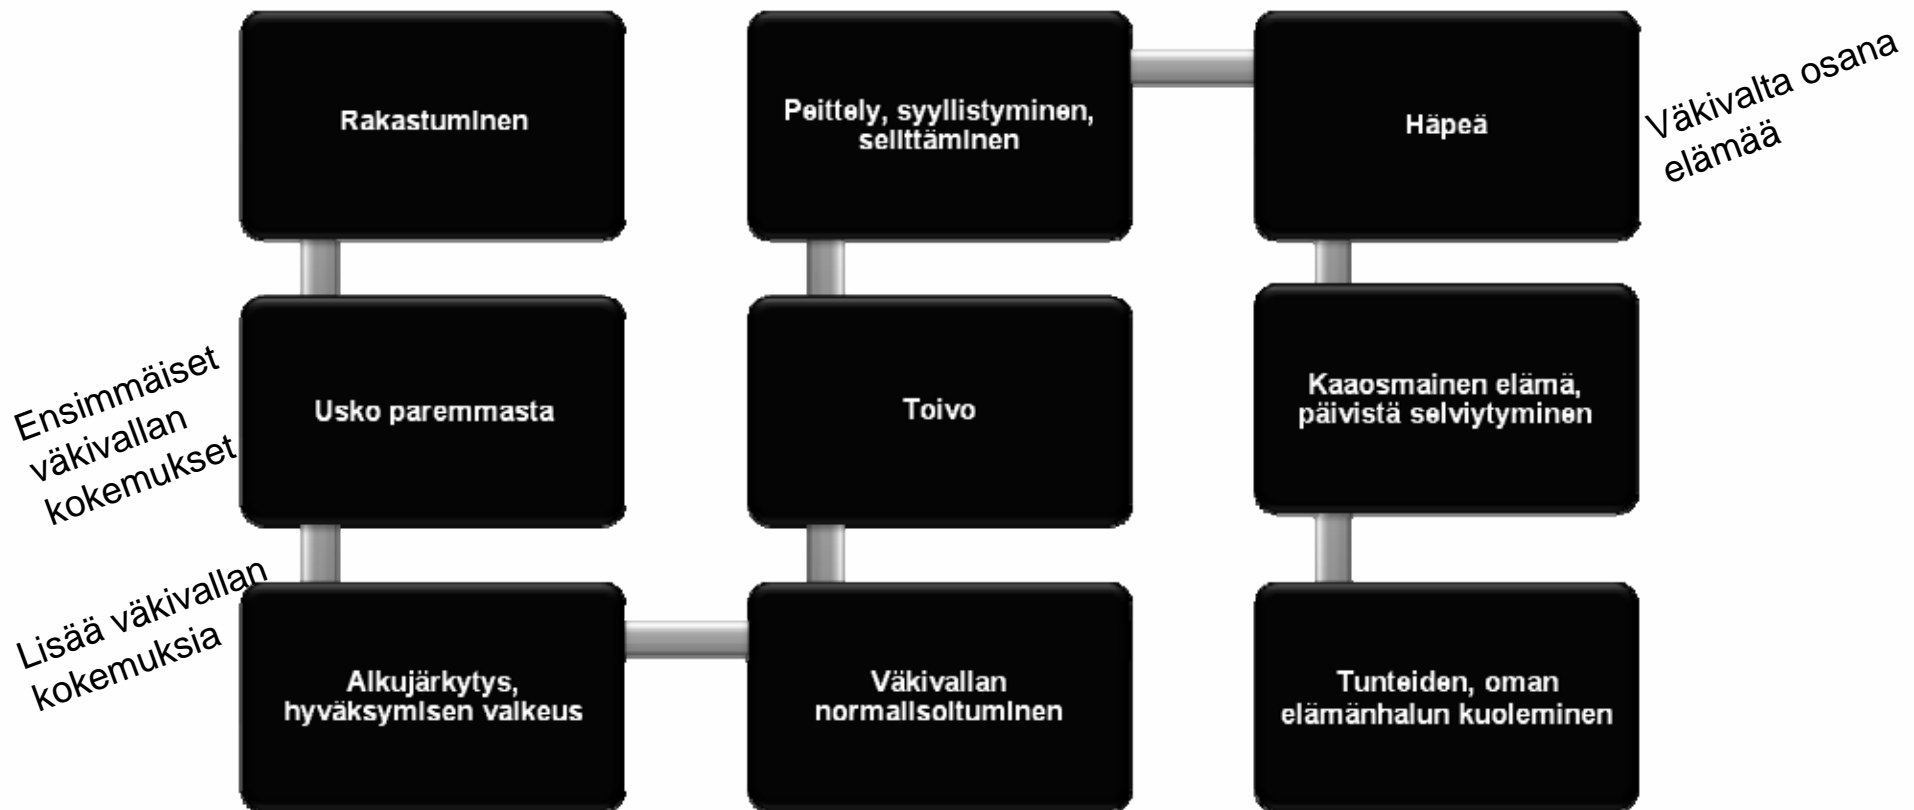 Rakastuminen
Ensimmäiset
väkivallan
kokemukset
Usko paremmasta
Lisää väkivallan
kokemuksia
Alkujärkytys,
hyväksymisen vaikeus
Väkivallan
normalisoituminen
Toivo
Peittely, syyllistyminen,
selittäminen
Häpeä
Väkivalta osana
elämää
Kaaosmainen elämä,
päivistä selviytyminen
Tunteiden, oman
elämänhalun kuoleminen